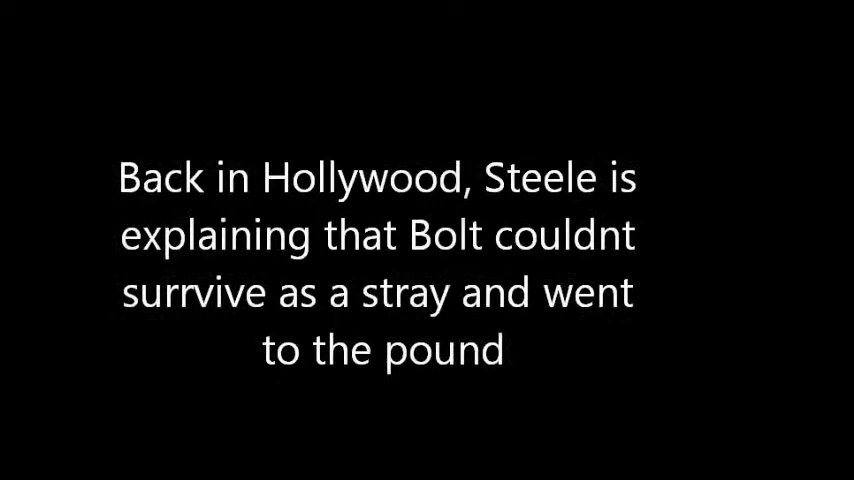 Back in Hollywood, Steele is
explaining that Bolt couldnt
surrvive as a stray and went
to the pound